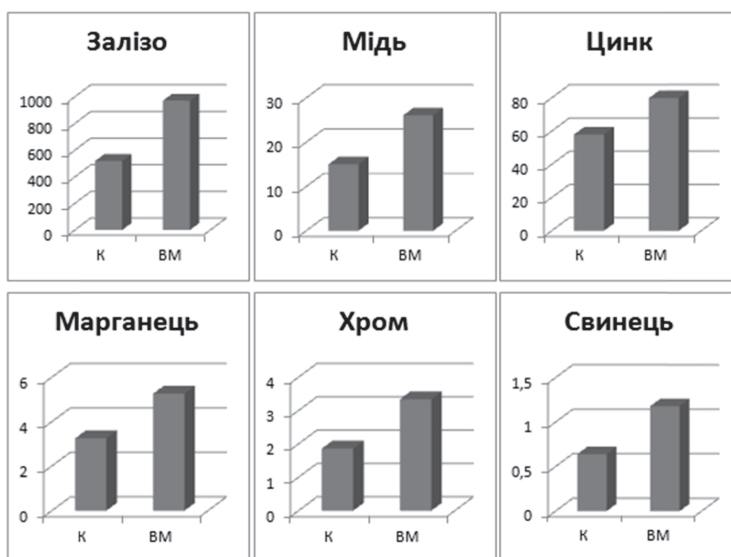 Залізо
1000
800
600
400
200
0
К
ВМ
Мідь
30
20
10
0
К
ВМ
Цинк
80
60
40
20
0
К
ВМ
Марганець
6
4
2
0
К
ВМ
Хром
4
3
2
1
0
К
ВМ
Свинець
1,5
1
0,5
0
К
ВМ